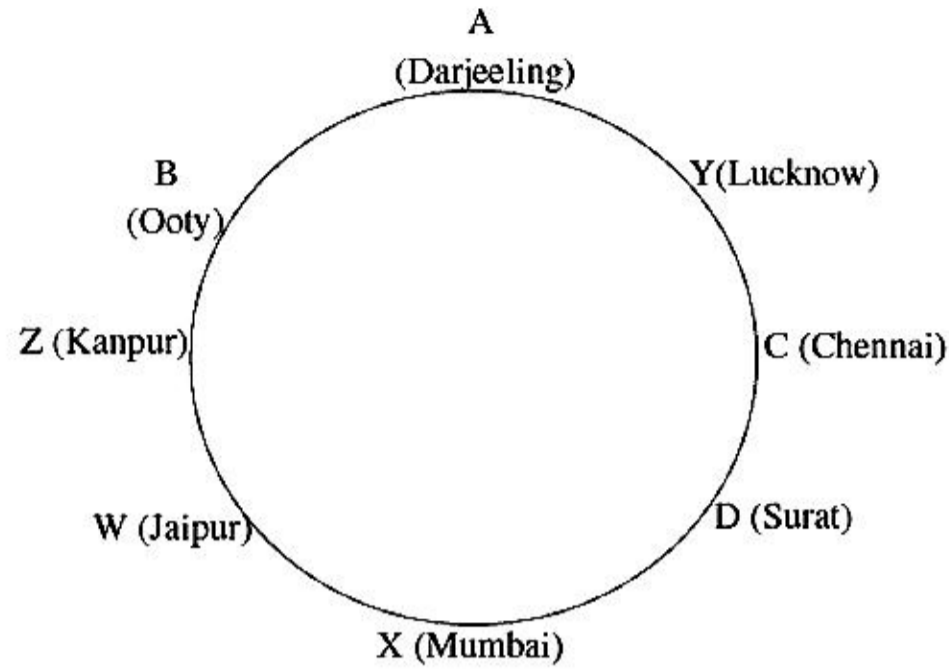 A
(Darjeeling)
B
(Ooty)
Y(Lucknow)
Z (Kanpur)
C (Chennai)
W (Jaipur)
D (Surat)
X (Mumbai)